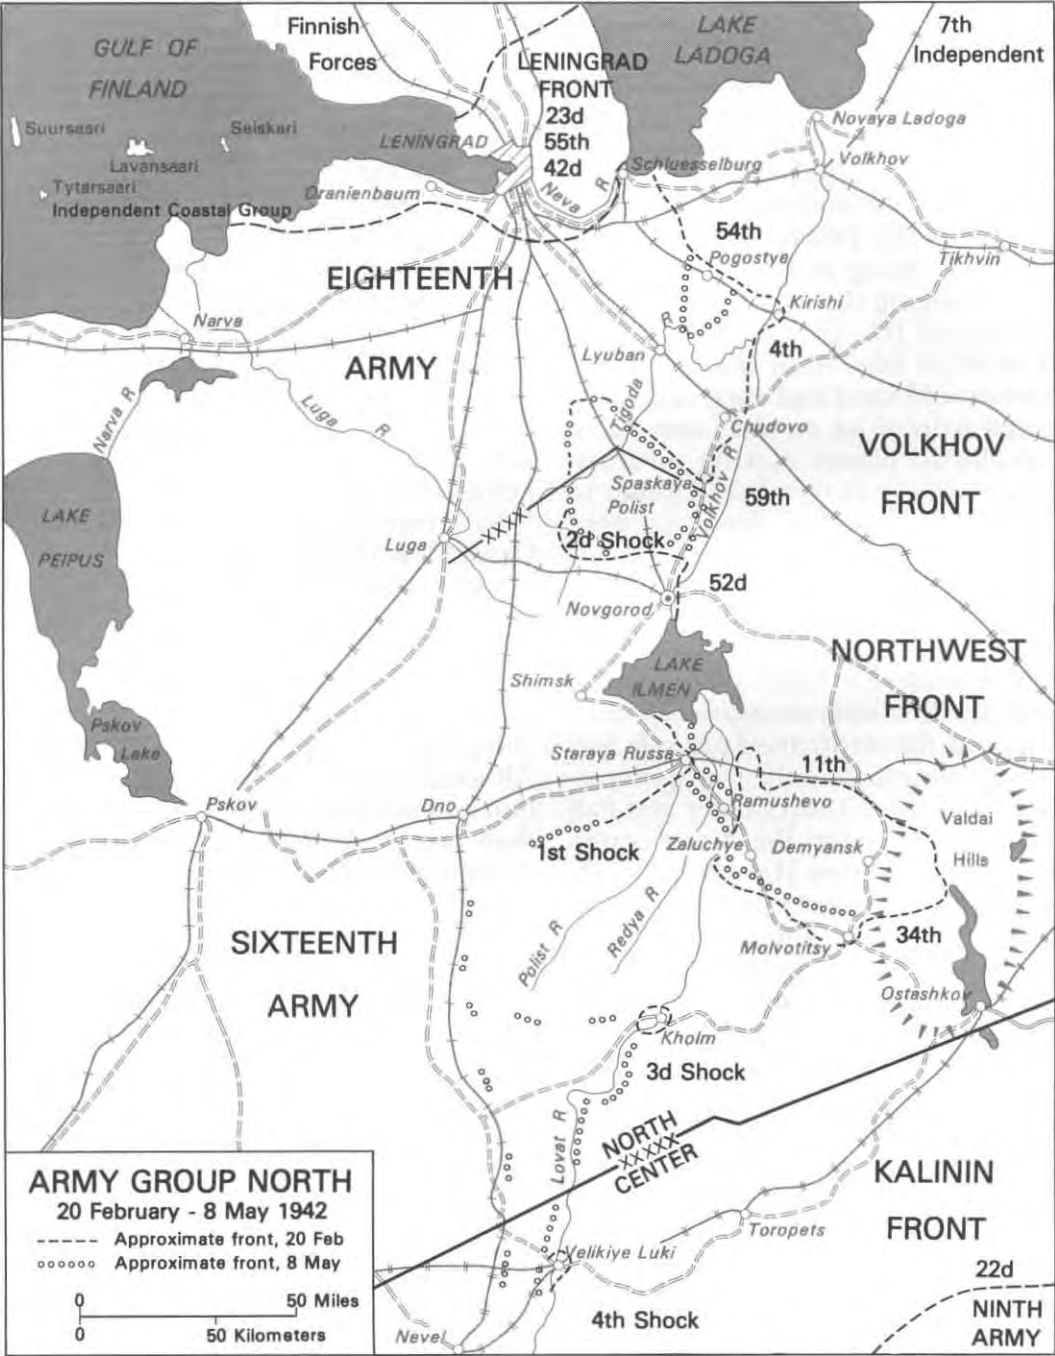 Finnish
Forces
GULF OF
FINLAND
LAKE
LADOGA
7th
Independent
LENINGRAD
FRONT
23d
55th
42d
Suursaari
Seiskari
Lavansaari
Tytarsaari
LENINGRAD
Novaya Ladoga
Volkhov
Schluesselburg
Oranienbaum
Neva R
Independent Coastal Group
54th
Pogostye
Tikhvin
EIGHTEENTH
ARMY
Kirishi
Narva
Lyuban
4th
Narva R
Luga R
Tigoda
Chudovo
VOLKHOV
FRONT
Spaskaya
Polist
Volkhov R
59th
LAKE
PEIPUS
XXXX
Luga
2d Shock
52d
Novgorod
NORTHWEST
FRONT
LAKE
ILMEN
Shimsk
Pskov
Lake
Staraya Russa
11th
Pskov
Dno
Ramushevo
Valdai
Hills
1st Shock
Zaluchye
Demyansk
SIXTEENTH
ARMY
Polist R
Redya R
Molvotitsy
34th
Ostashkov
Kholm
3d Shock
Lovat R
NORTH
XXXXX
CENTER
KALININ
FRONT
Toropets
Velikiye Luki
22d
NINTH
ARMY
4th Shock
Nevel
ARMY GROUP NORTH
20 February - 8 May 1942
Approximate front, 20 Feb
Approximate front, 8 May
0 50 Miles
0 50 Kilometers